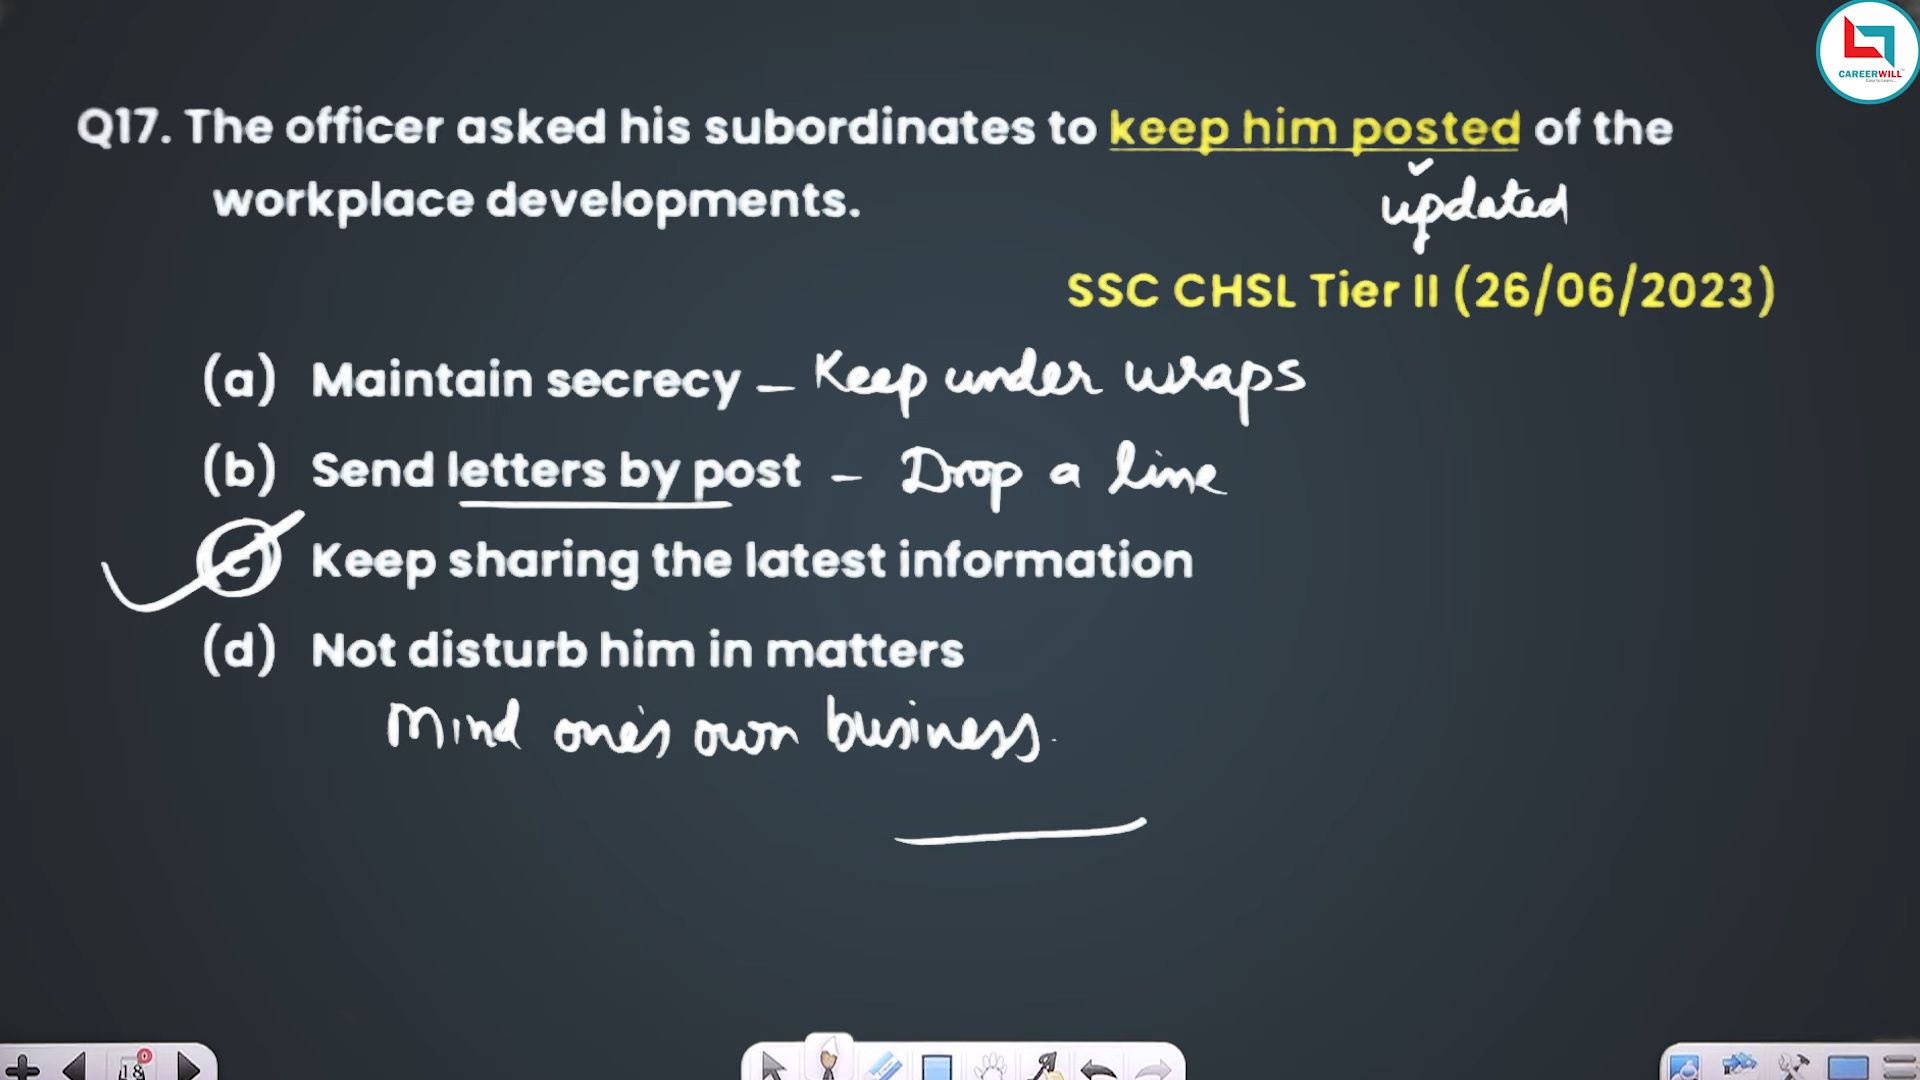 CAREERWILL
Q17. The officer asked his subordinates to keep him posted of the
workplace developments.
updated
SSC CHSL Tier II (26/06/2023)
(a) Maintain secrecy – Keep under wraps
(b) Send letters by post – Drop a line
(c) Keep sharing the latest information
(d) Not disturb him in matters
Mind one's own business.
18